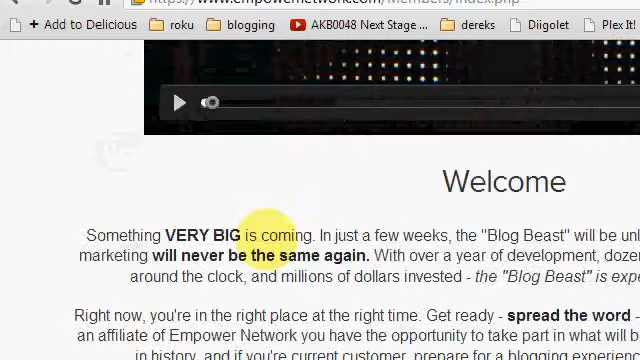 https://www.empowernetwork.com/Members/index.php
+ Add to Delicious roku blogging AKB0048 Next Stage ... dereks Diigolet Plex It!
Welcome
Something VERY BIG is coming. In just a few weeks, the "Blog Beast" will be
marketing will never be the same again. With over a year of development,
around the clock, and millions of dollars invested - the "Blog Beast" is
Right now, you're in the right place at the right time. Get ready - spread the word -
an affiliate of Empower Network you have the opportunity to take part in what will
in history, and if you're current customer, prepare for a blogging